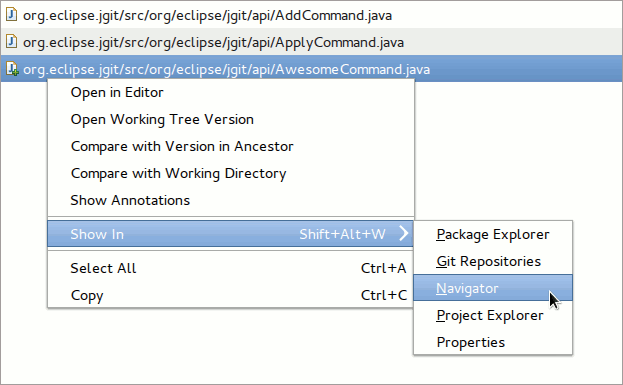 org.eclipse.jgit/src/org/eclipse/jgit/api/AddCommand.java
org.eclipse.jgit/src/org/eclipse/jgit/api/ApplyCommand.java
org.eclipse.jgit/src/org/eclipse/jgit/api/AwesomeCommand.java
Open in Editor
Open Working Tree Version
Compare with Version in Ancestor
Compare with Working Directory
Show Annotations
Show In Shift+Alt+W
Select All Ctrl+A
Copy Ctrl+C
Package Explorer
Git Repositories
Navigator
Project Explorer
Properties